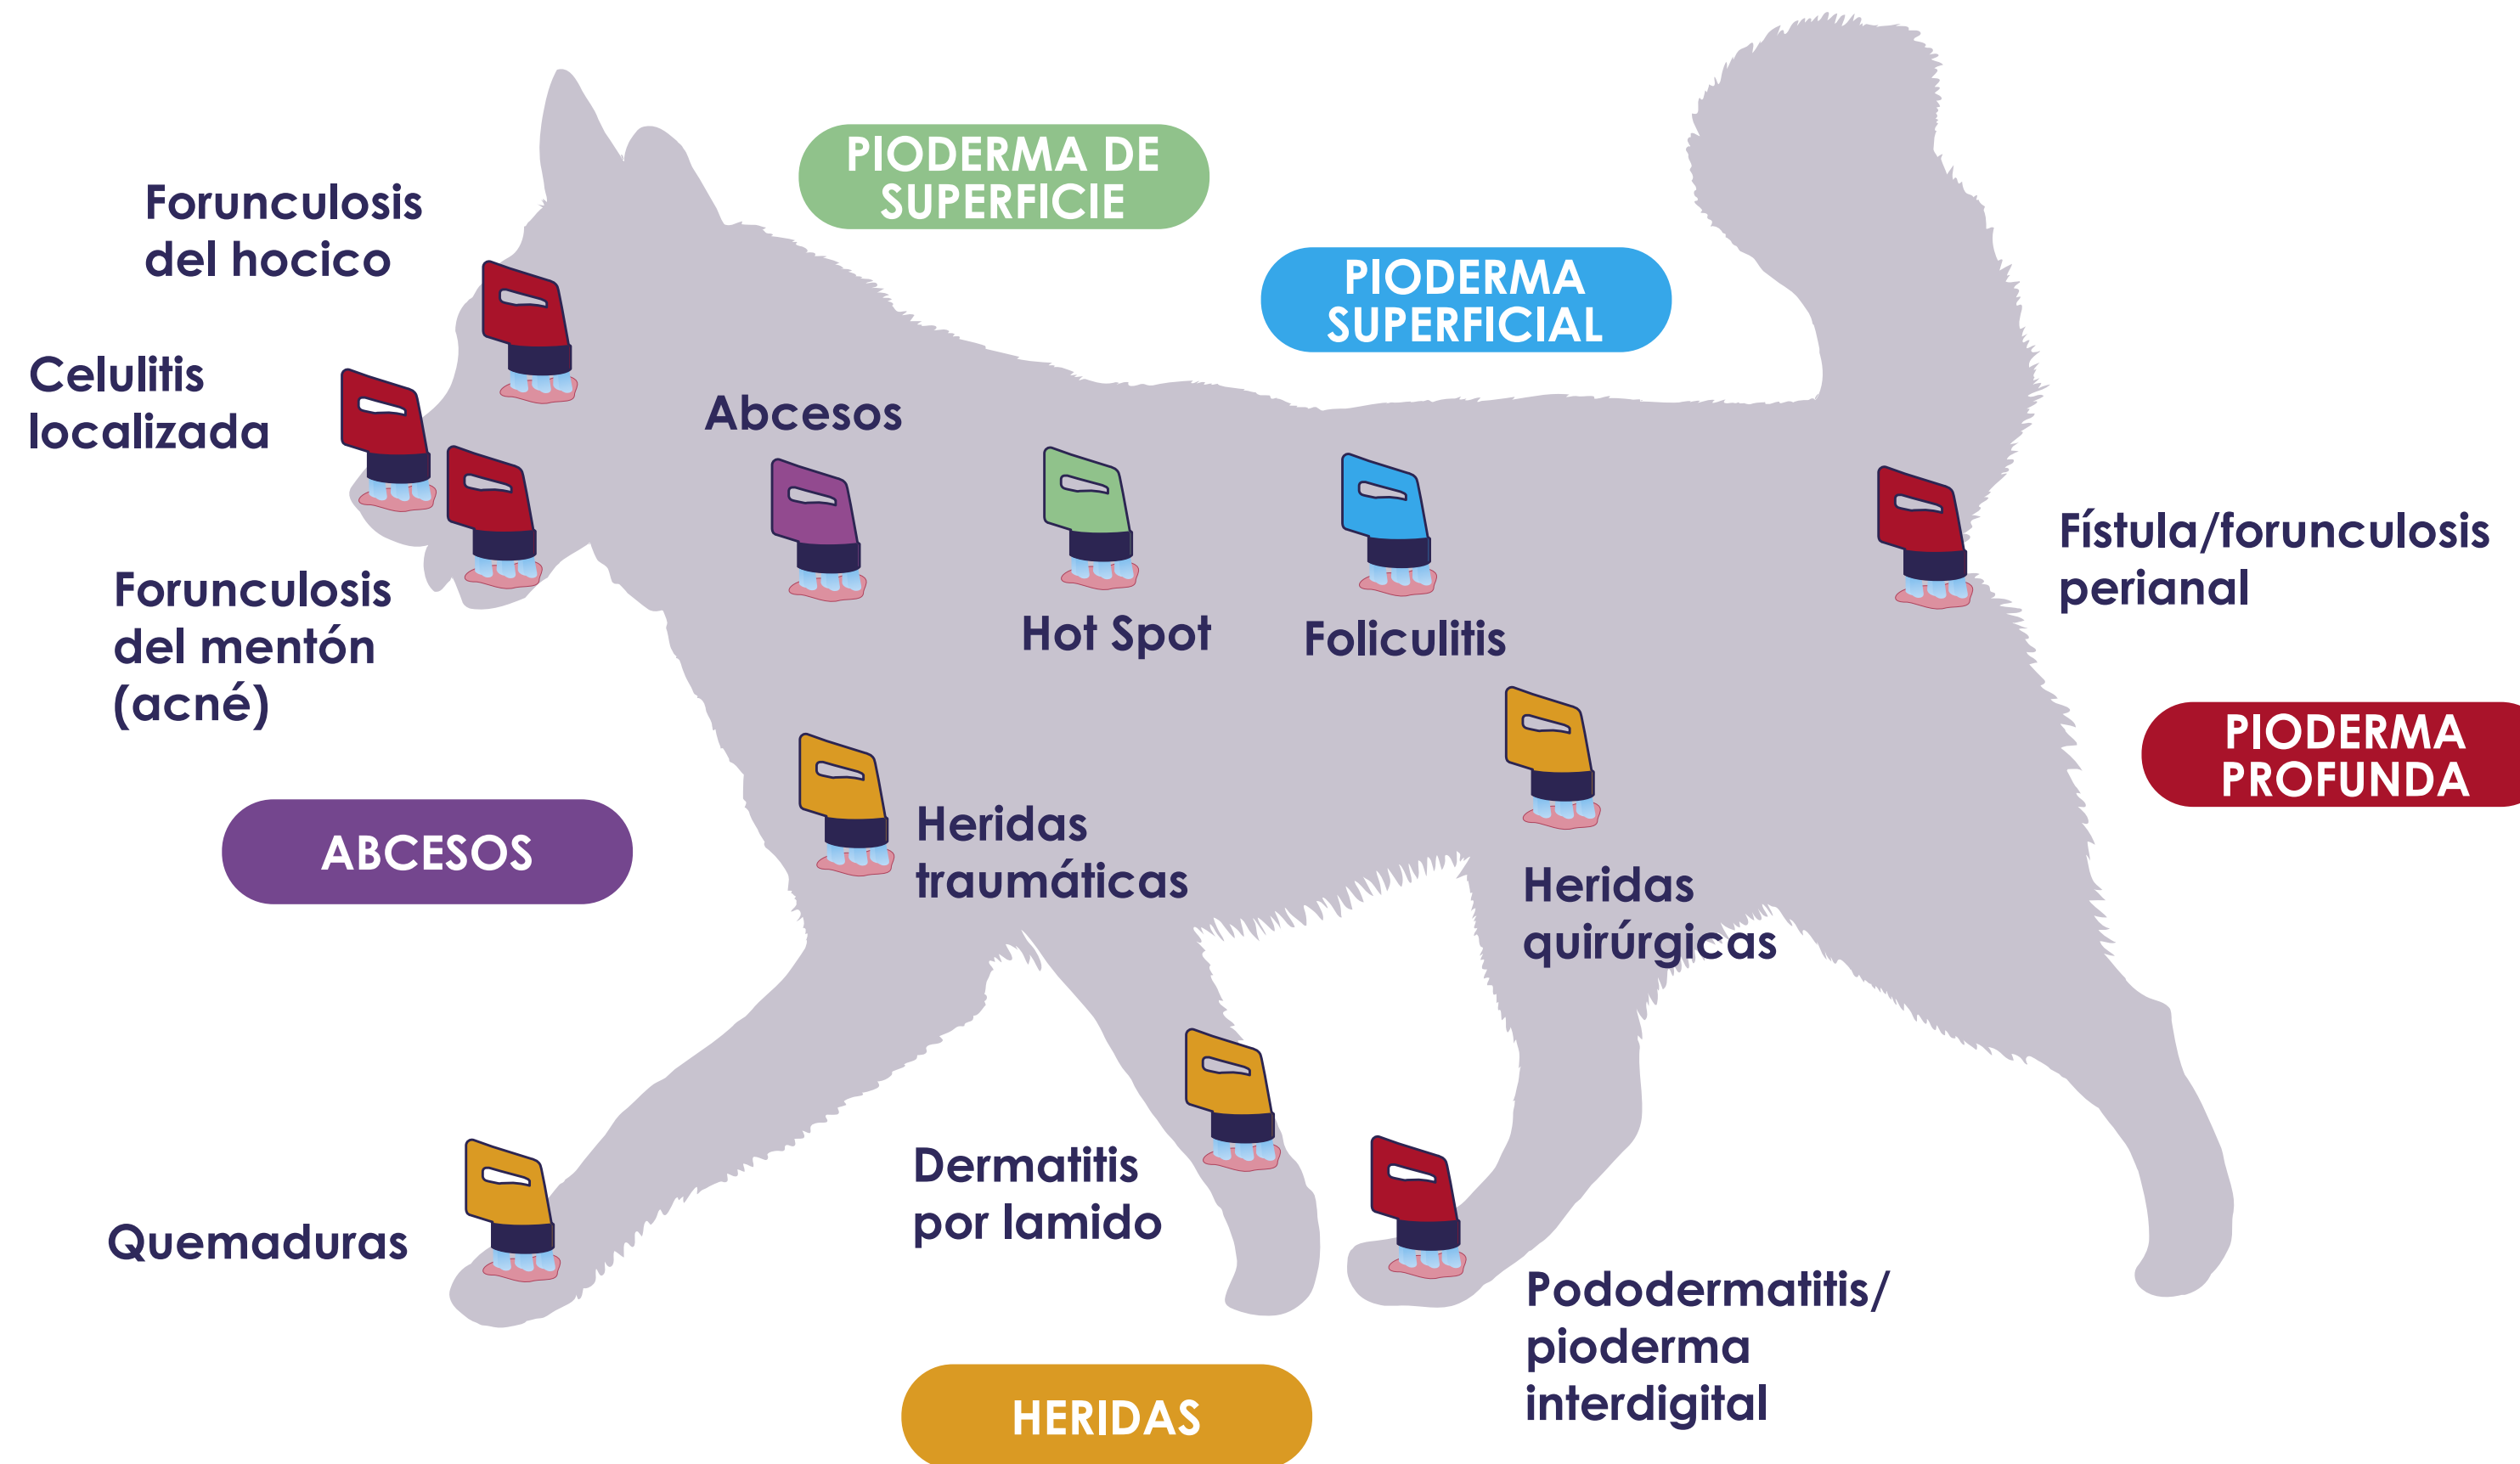 PIODERMA DE
SUPERFICIE
Forunculosis
del hocico
PIODERMA
SUPERFICIAL
Celulitis
localizada
Abcesos
Fístula/forunculosis
perianal
Forunculosis
del mentón
(acné)
Hot Spot
Foliculitis
PIODERMA
PROFUNDA
ABCESOS
Heridas
traumáticas
Heridas
quirúrgicas
Dermatitis
por lamido
Quemaduras
Pododermatitis/
pioderma
interdigital
HERIDAS